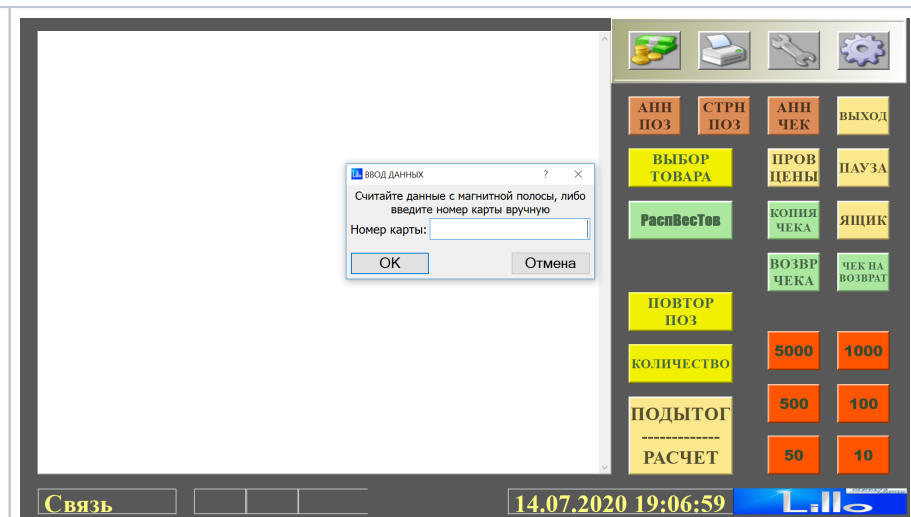 АНН ПОЗ
СТРН ПОЗ
АНН ЧЕК
ВЫХОД
ВЫБОР ТОВАРА
ПРОВ ЦЕНЫ
ПАУЗА
ВВОД ДАННЫХ
Считайте данные с магнитной полосы, либо
введите номер карты вручную
Номер карты:
OK
Отмена
РаспВесТов
КОПИЯ ЧЕКА
ЯЩИК
ВОЗВР ЧЕКА
ЧЕК НА ВОЗВРАТ
ПОВТОР ПОЗ
КОЛИЧЕСТВО
5000
1000
ПОДЫТОГ
-------------
РАСЧЕТ
500
100
50
10
Связь
14.07.2020 19:06:59
Lillo